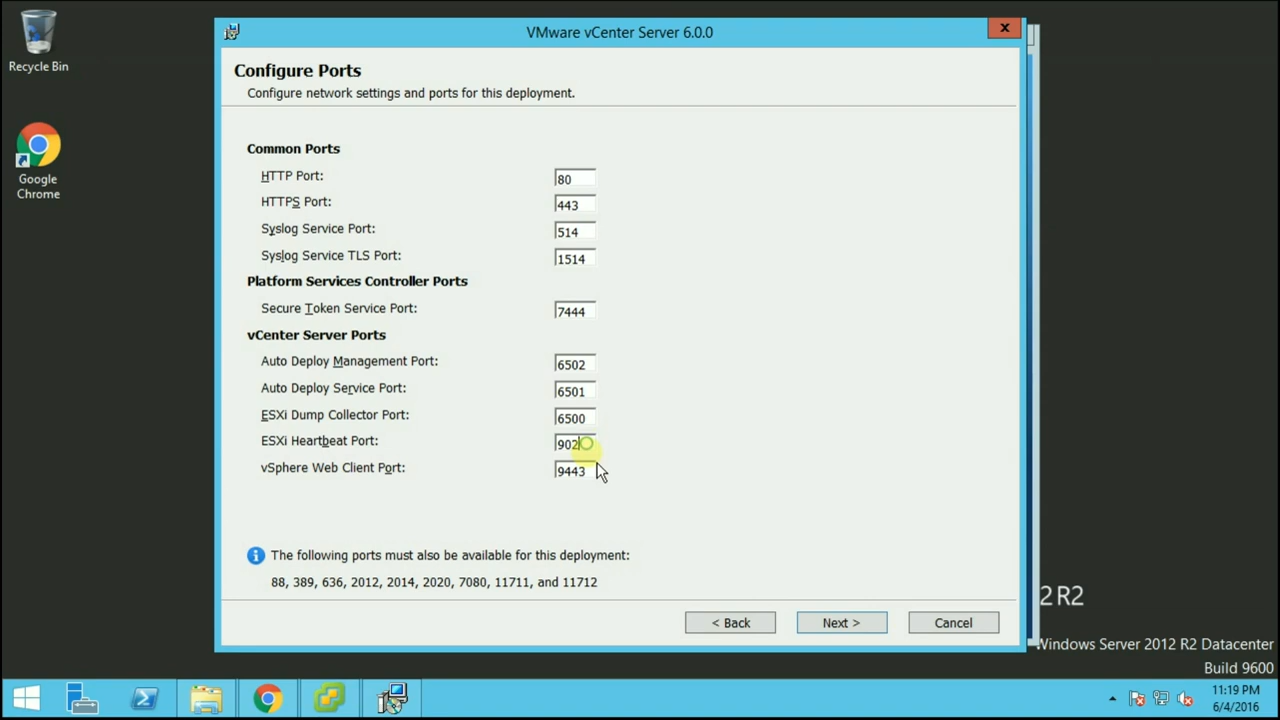 Recycle Bin
Google
Chrome
VMware vCenter Server 6.0.0
Configure Ports
Configure network settings and ports for this deployment.
Common Ports
HTTP Port: 80
HTTPS Port: 443
Syslog Service Port: 514
Syslog Service TLS Port: 1514
Platform Services Controller Ports
Secure Token Service Port: 7444
vCenter Server Ports
Auto Deploy Management Port: 6502
Auto Deploy Service Port: 6501
ESXi Dump Collector Port: 6500
ESXi Heartbeat Port: 902
vSphere Web Client Port: 9443
The following ports must also be available for this deployment:
88, 389, 636, 2012, 2014, 2020, 7080, 11711, and 11712
< Back Next > Cancel
2 R2
Windows Server 2012 R2 Datacenter
Build 9600
11:19 PM
6/4/2016